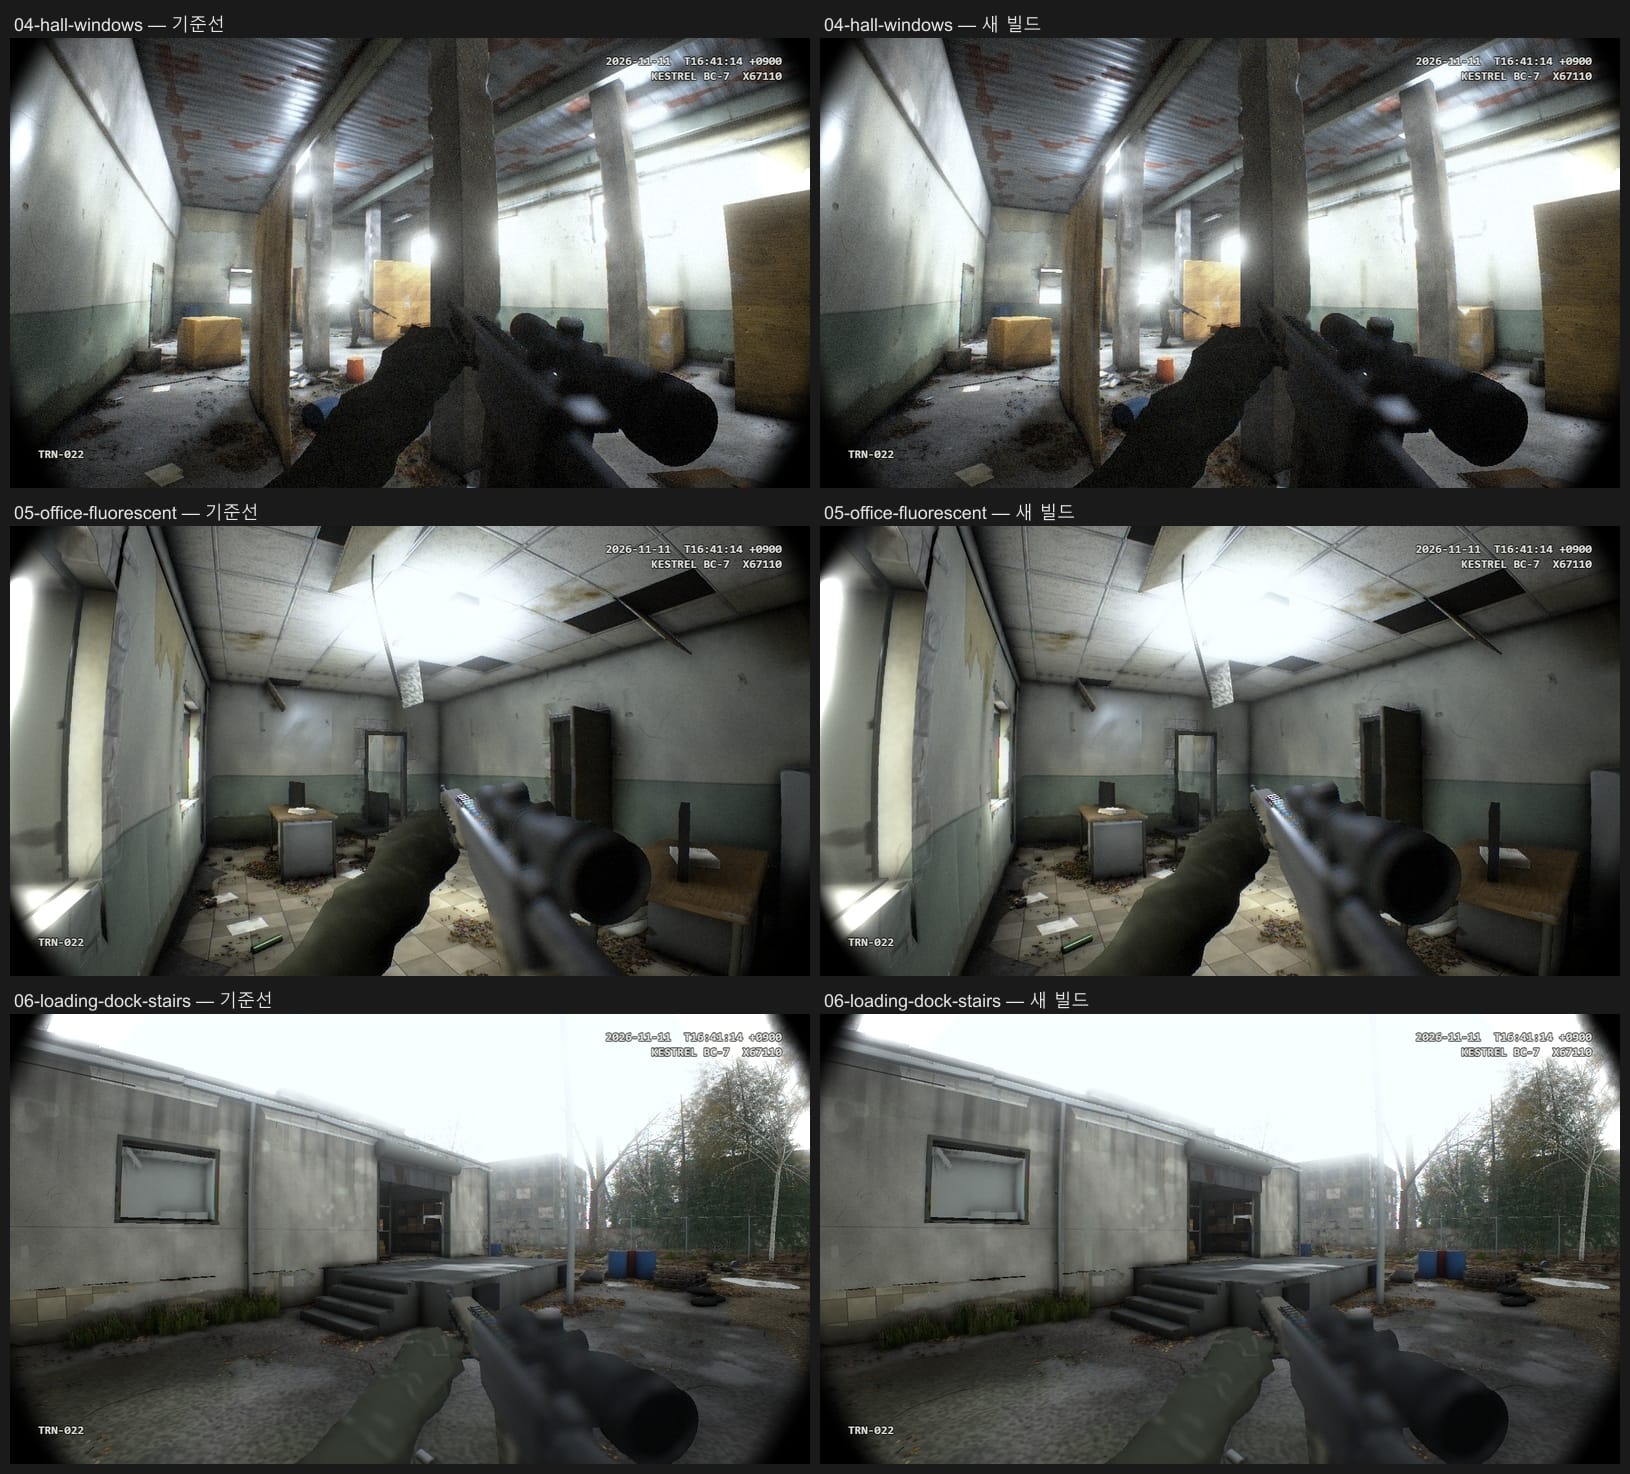 04-hall-windows — 기준선
04-hall-windows — 새 빌드
2026-11-11 T16:41:14 +0900
KESTREL BC-7 X67110
TRN-022
2026-11-11 T16:41:14 +0900
KESTREL BC-7 X67110
TRN-022
05-office-fluorescent — 기준선
05-office-fluorescent — 새 빌드
2026-11-11 T16:41:14 +0900
KESTREL BC-7 X67110
TRN-022
2026-11-11 T16:41:14 +0900
KESTREL BC-7 X67110
TRN-022
06-loading-dock-stairs — 기준선
06-loading-dock-stairs — 새 빌드
2026-11-11 T16:41:14 +0900
KESTREL BC-7 X67110
TRN-022
2026-11-11 T16:41:14 +0900
KESTREL BC-7 X67110
TRN-022